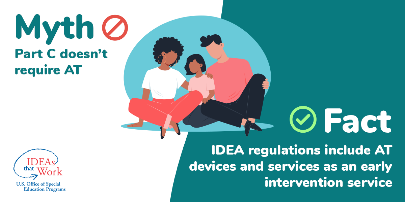 Myth
Part C doesn't
require AT
Fact
IDEA regulations include AT
devices and services as an early
intervention service
IDEA
that
Work
U.S. Office of Special
Education Programs